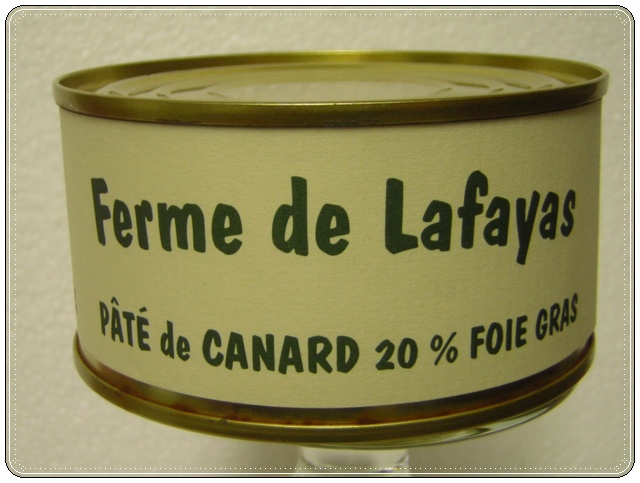 Ferme de Lafayas
PÂTÉ de CANARD 20 % FOIE GRAS